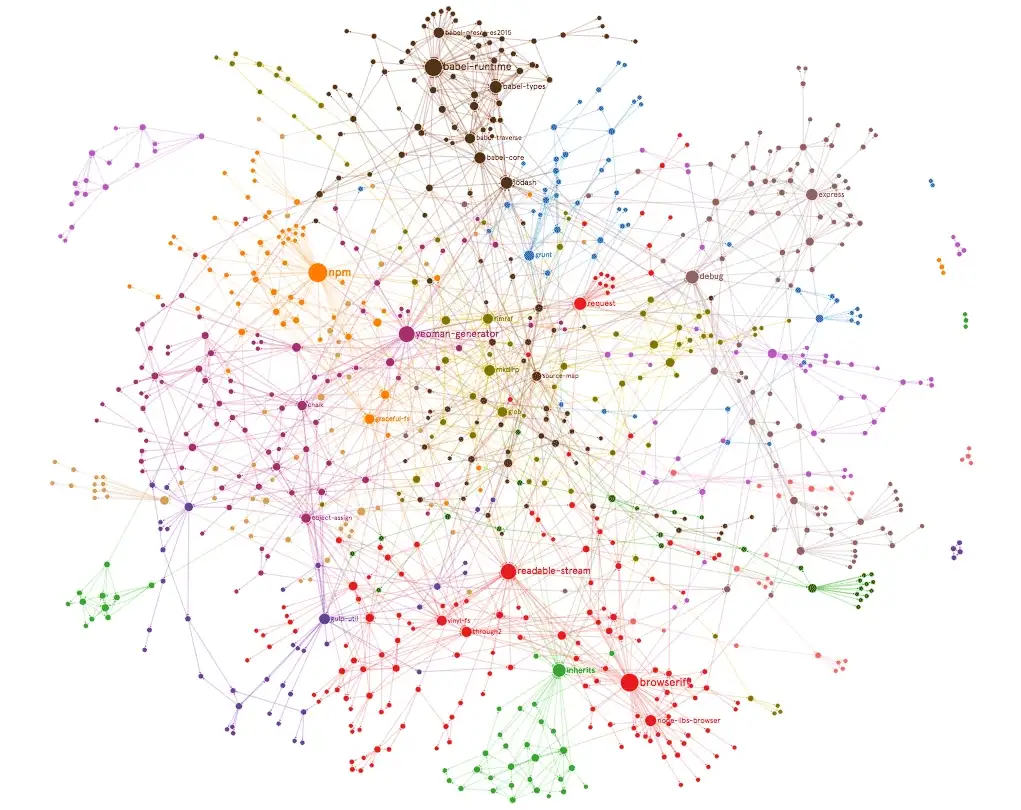 babel-preset-es2015
babel-runtime
babel-types
babel-traverse
babel-core
lodash
express
grunt
npm
debug
request
rimraf
yeoman-generator
mkdirp
source-map
chalk
glob
graceful-fs
object-assign
readable-stream
gulp-util
vinyl-fs
through2
inherits
browserify
node-libs-browser